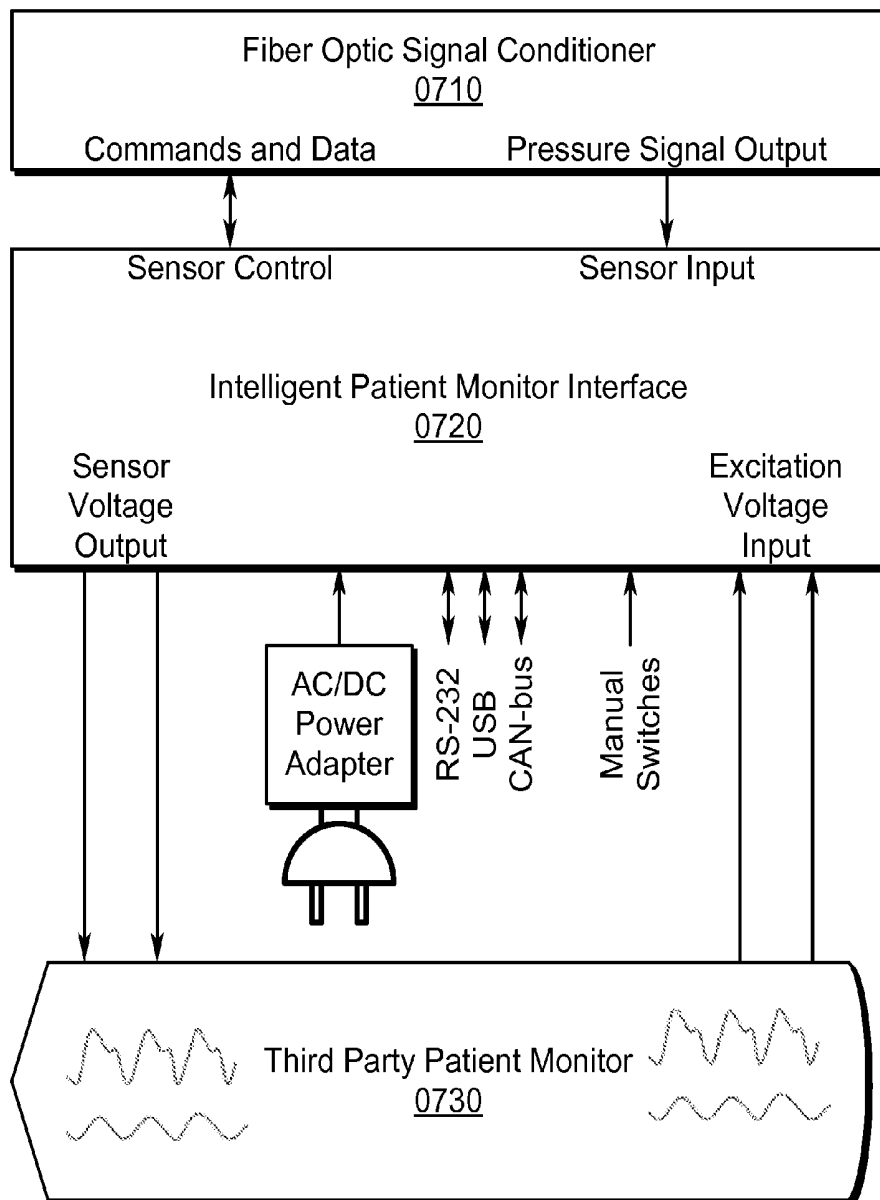 Fiber Optic Signal Conditioner
0710
Commands and Data
Pressure Signal Output
Sensor Control
Sensor Input
Intelligent Patient Monitor Interface
0720
Sensor
Voltage
Output
Excitation
Voltage
Input
AC/DC
Power
Adapter
RS-232
USB
CAN-bus
Manual
Switches
Third Party Patient Monitor
0730